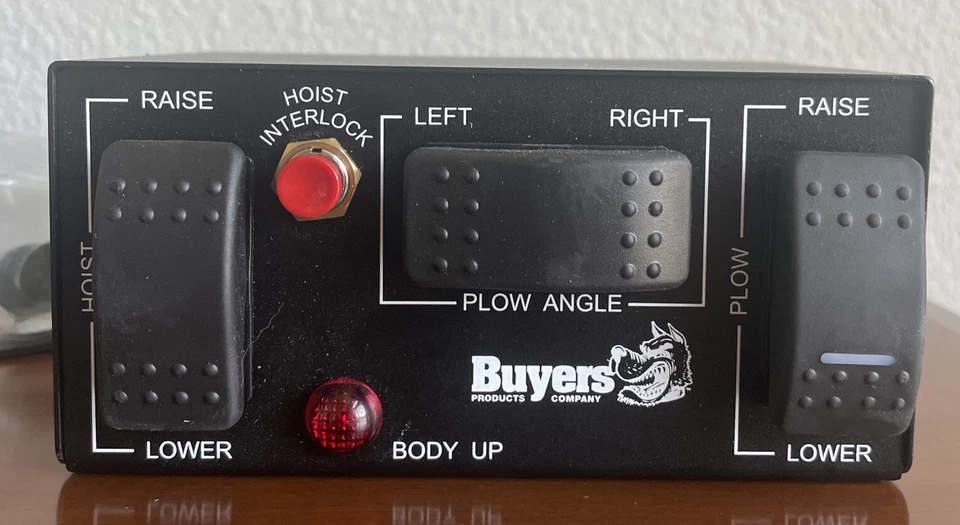 RAISE
HOIST
INTERLOCK
LEFT
RIGHT
RAISE
HOIST
PLOW
PLOW ANGLE
Buyers
PRODUCTS COMPANY
LOWER
BODY UP
LOWER